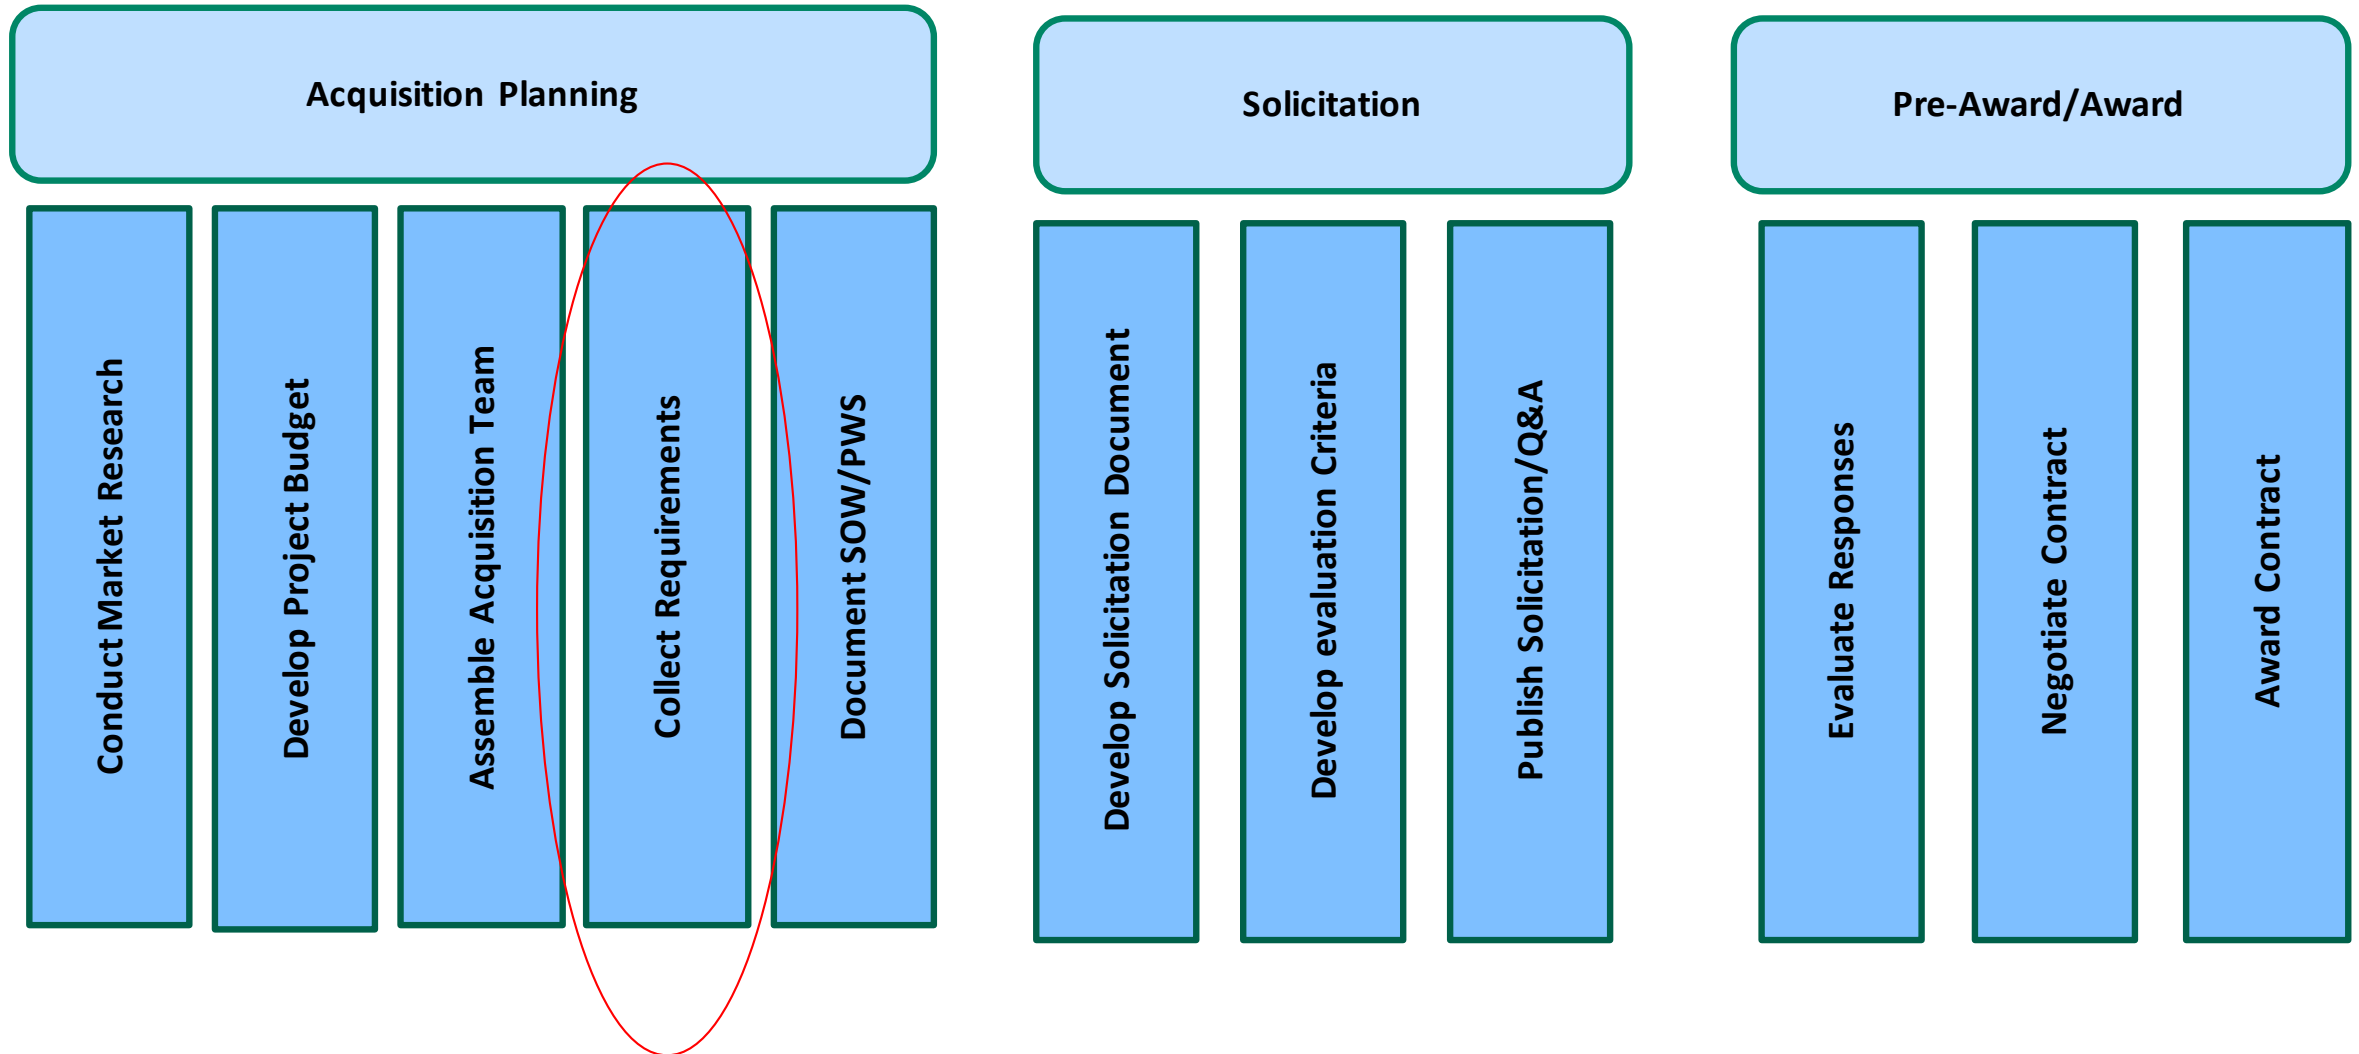 Acquisition Planning
Conduct Market Research
Develop Project Budget
Assemble Acquisition Team
Collect Requirements
Document SOW/PWS
Solicitation
Develop Solicitation Document
Develop evaluation Criteria
Publish Solicitation/Q&A
Pre-Award/Award
Evaluate Responses
Negotiate Contract
Award Contract